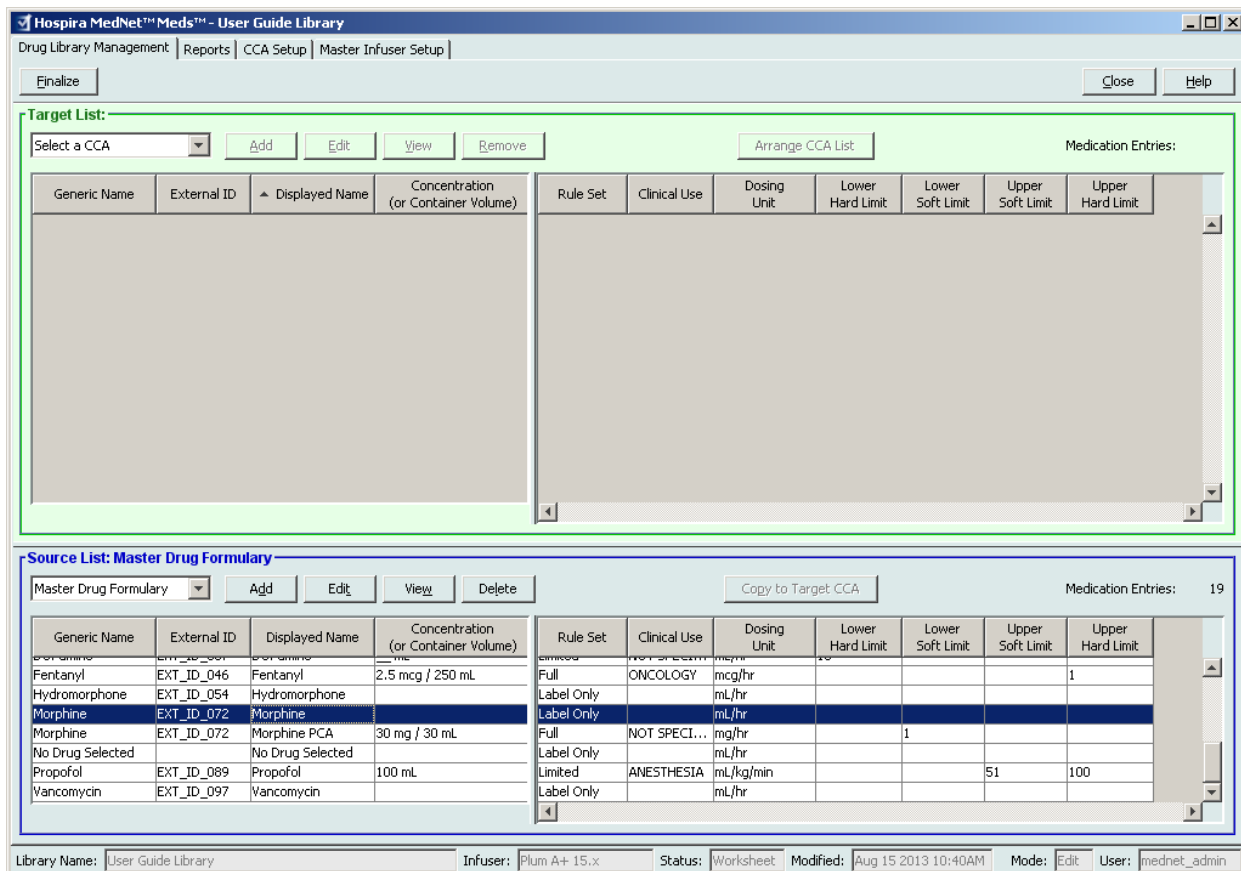 Hospira MedNet™ Meds™ - User Guide Library
Drug Library Management Reports CCA Setup Master Infuser Setup
Finalize Close Help
Target List:
Select a CCA Add Edit View Remove Arrange CCA List Medication Entries:
Generic Name External ID Displayed Name Concentration (or Container Volume) Rule Set Clinical Use Dosing Unit Lower Hard Limit Lower Soft Limit Upper Soft Limit Upper Hard Limit
Source List: Master Drug Formulary
Master Drug Formulary Add Edit View Delete Copy to Target CCA Medication Entries: 19
Generic Name External ID Displayed Name Concentration (or Container Volume) Rule Set Clinical Use Dosing Unit Lower Hard Limit Lower Soft Limit Upper Soft Limit Upper Hard Limit
Fentanyl EXT_ID_046 Fentanyl 2.5 mcg / 250 mL Full ONCOLOGY mcg/hr 1
Hydromorphone EXT_ID_054 Hydromorphone Label Only mL/hr
Morphine EXT_ID_072 Morphine Label Only mL/hr
Morphine EXT_ID_072 Morphine PCA 30 mg / 30 mL Full NOT SPECI... mg/hr 1
No Drug Selected No Drug Selected Label Only mL/hr
Propofol EXT_ID_089 Propofol 100 mL Limited ANESTHESIA mL/kg/min 51 100
Vancomycin EXT_ID_097 Vancomycin Label Only mL/hr
Library Name: User Guide Library Infuser: Plum A+ 15.x Status: Worksheet Modified: Aug 15 2013 10:40AM Mode: Edit User: mednet_admin